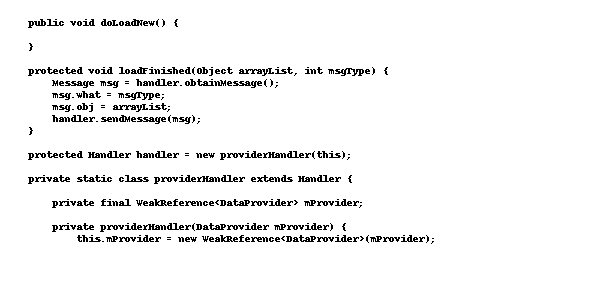 public void doLoadNew() {
}
protected void loadFinished(Object arrayList, int msgType) {
Message msg = handler.obtainMessage();
msg.what = msgType;
msg.obj = arrayList;
handler.sendMessage(msg);
}
protected Handler handler = new providerHandler(this);
private static class providerHandler extends Handler {
private final WeakReference<DataProvider> mProvider;
private providerHandler(DataProvider mProvider) {
this.mProvider = new WeakReference<DataProvider>(mProvider);